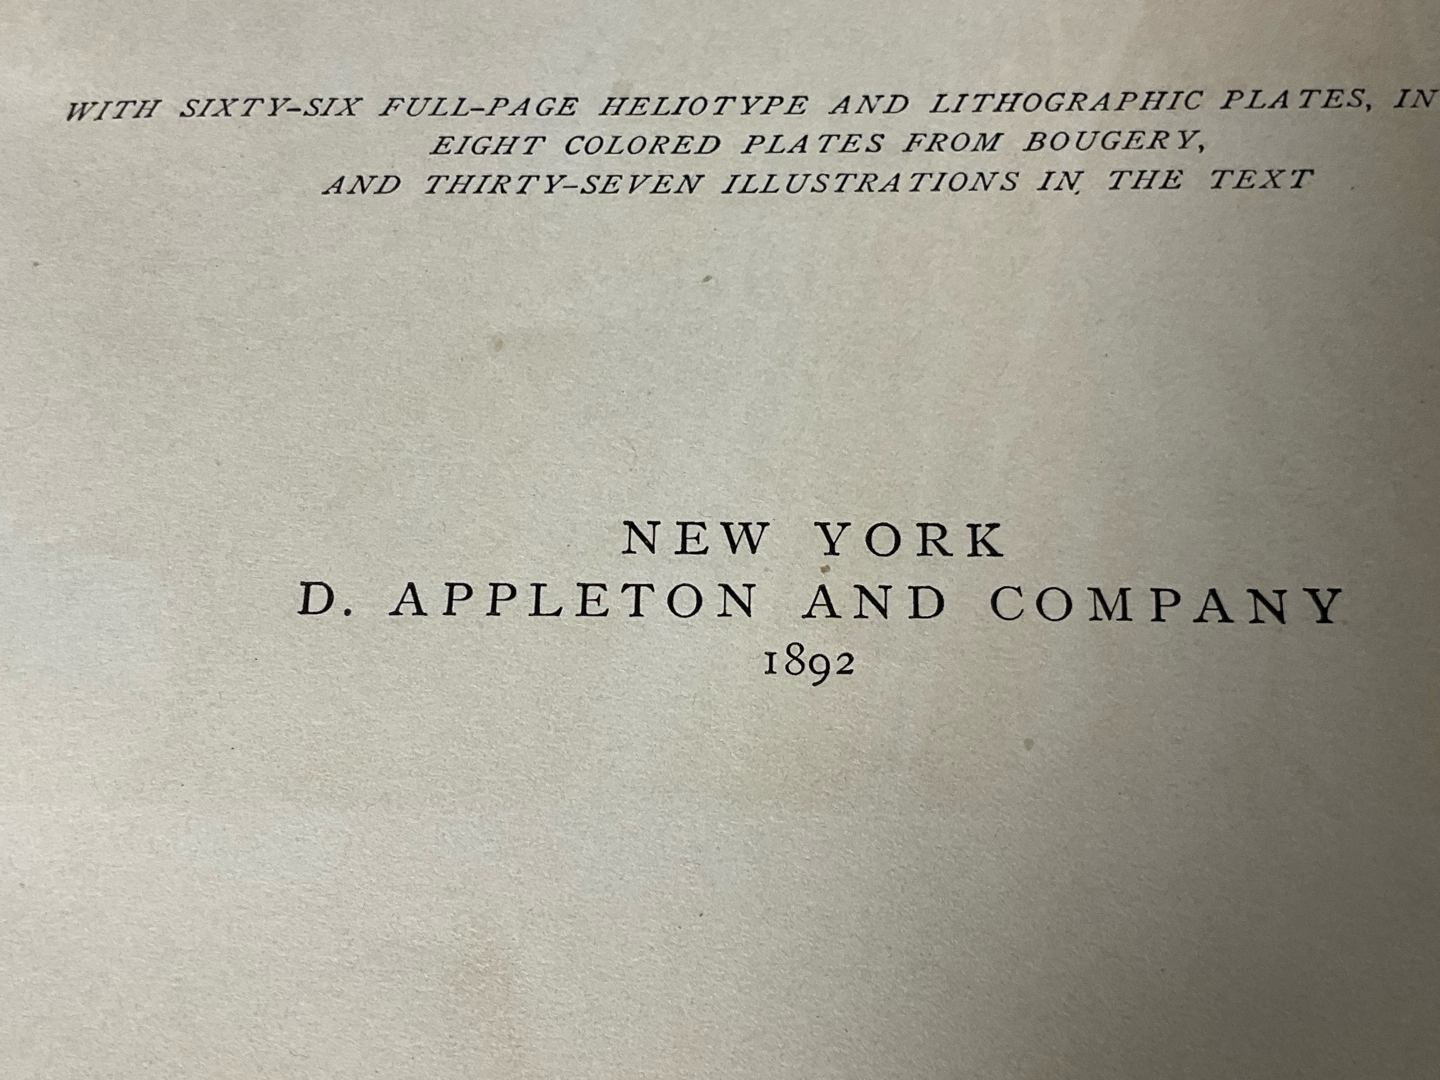 WITH SIXTY-SIX FULL-PAGE HELIOTYPE AND LITHOGRAPHIC PLATES, IN
EIGHT COLORED PLATES FROM BOUGERY,
AND THIRTY-SEVEN ILLUSTRATIONS IN THE TEXT
NEW YORK
D. APPLETON AND COMPANY
1892